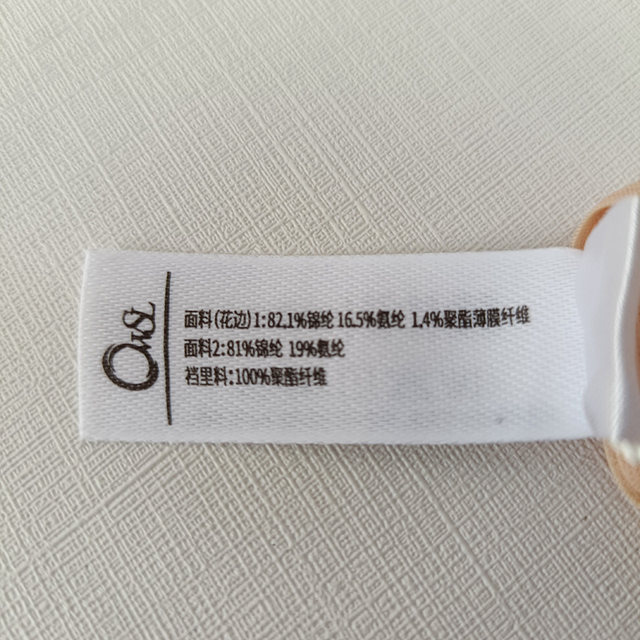 OWSL
面料(花边)1:82.1%锦纶 16.5%氨纶 1.4%聚酯薄膜纤维
面料2:81%锦纶 19%氨纶
裆里料:100%聚酯纤维